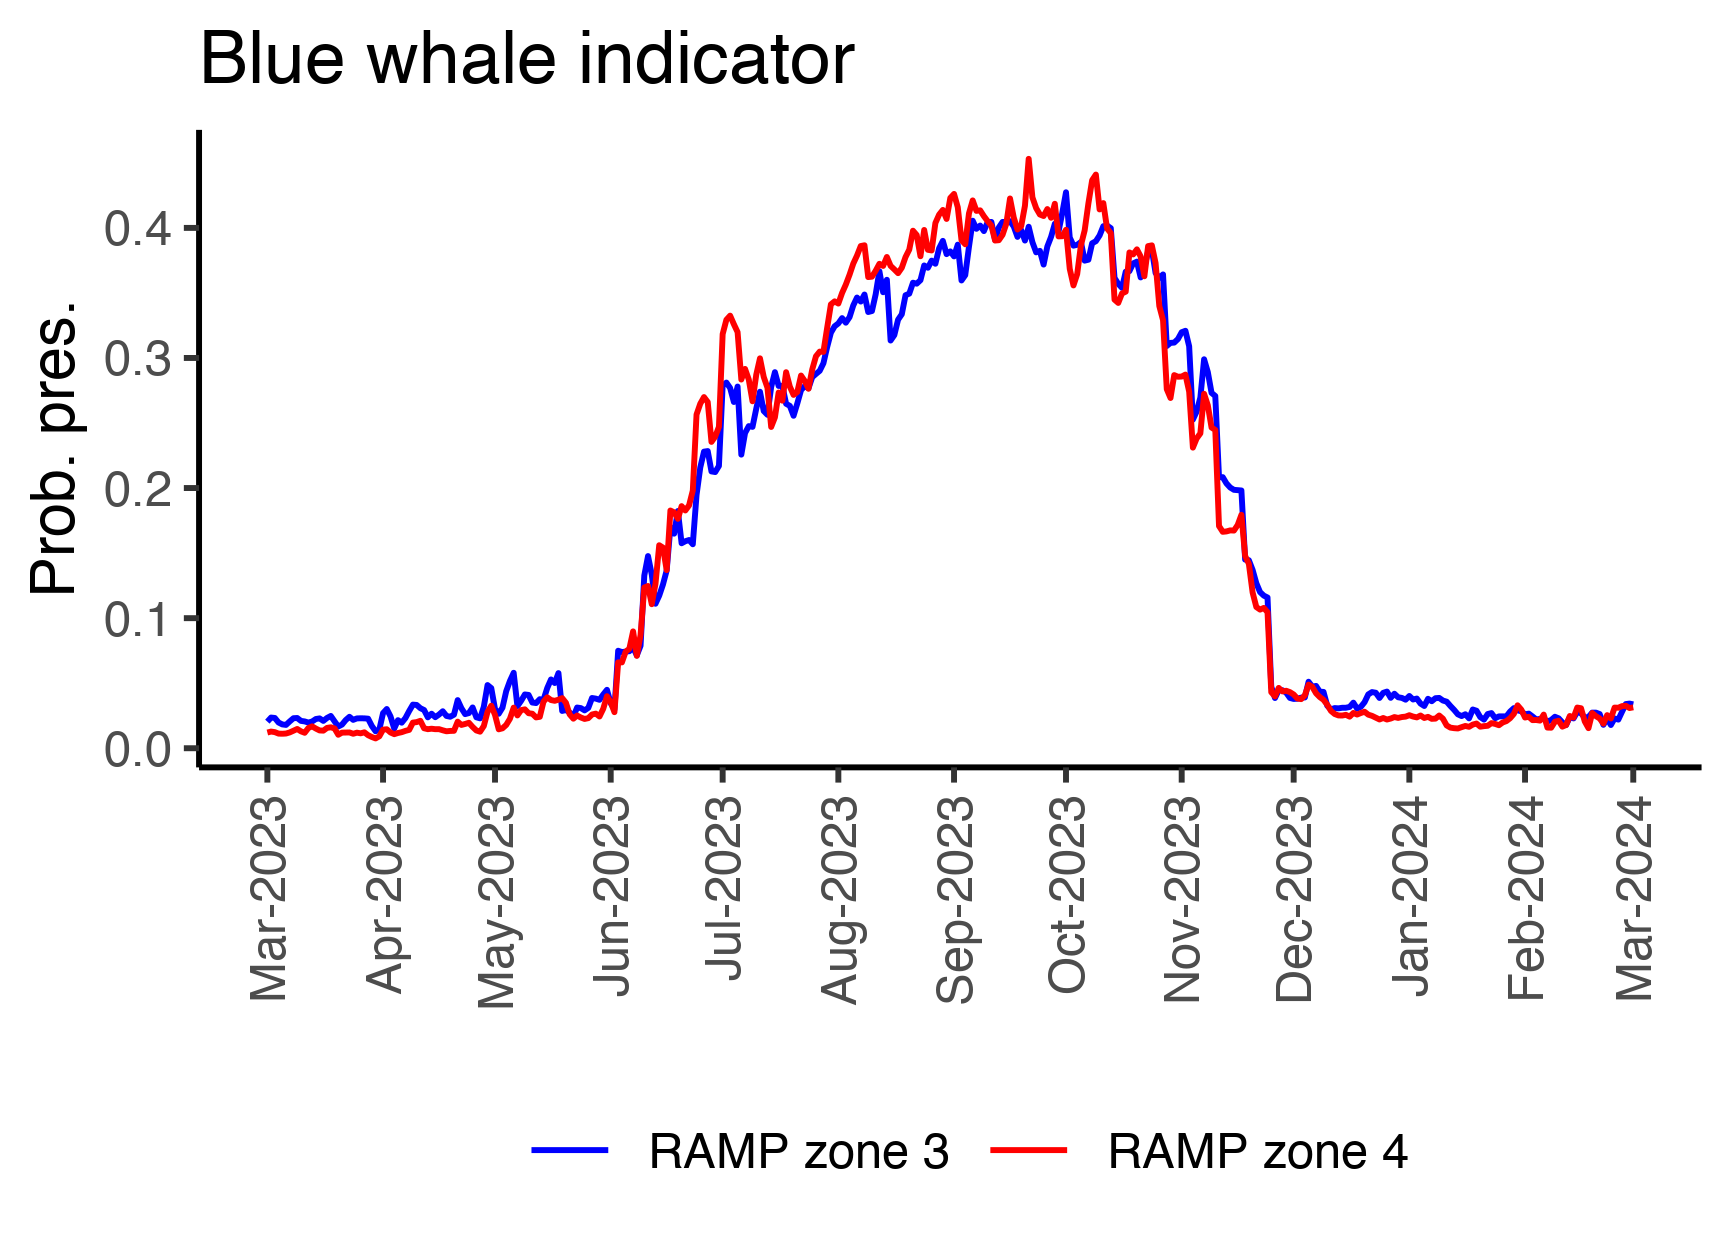 Blue whale indicator
Prob. pres.
0.4
0.3
0.2
0.1
0.0
Mar-2023
Apr-2023
May-2023
Jun-2023
Jul-2023
Aug-2023
Sep-2023
Oct-2023
Nov-2023
Dec-2023
Jan-2024
Feb-2024
Mar-2024
RAMP zone 3
RAMP zone 4